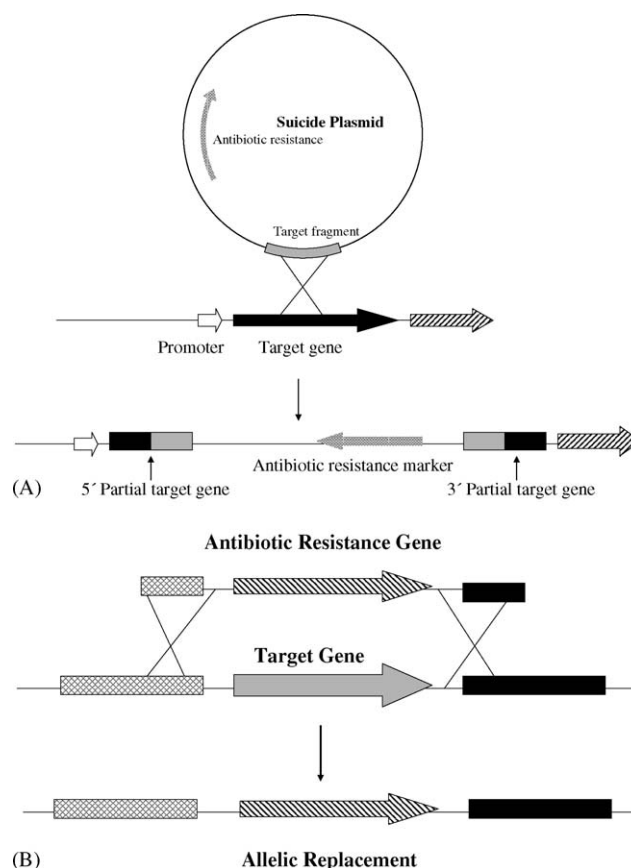 Suicide Plasmid
Antibiotic resistance
Target fragment
Promoter
Target gene
Antibiotic resistance marker
(A)
5´ Partial target gene
3´ Partial target gene
Antibiotic Resistance Gene
Target Gene
(B)
Allelic Replacement